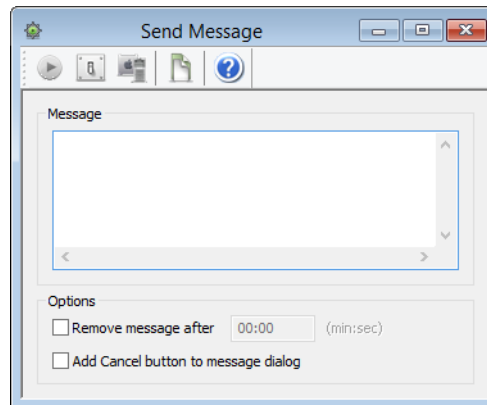 Send Message
Message
Options
Remove message after 00:00 (min:sec)
Add Cancel button to message dialog